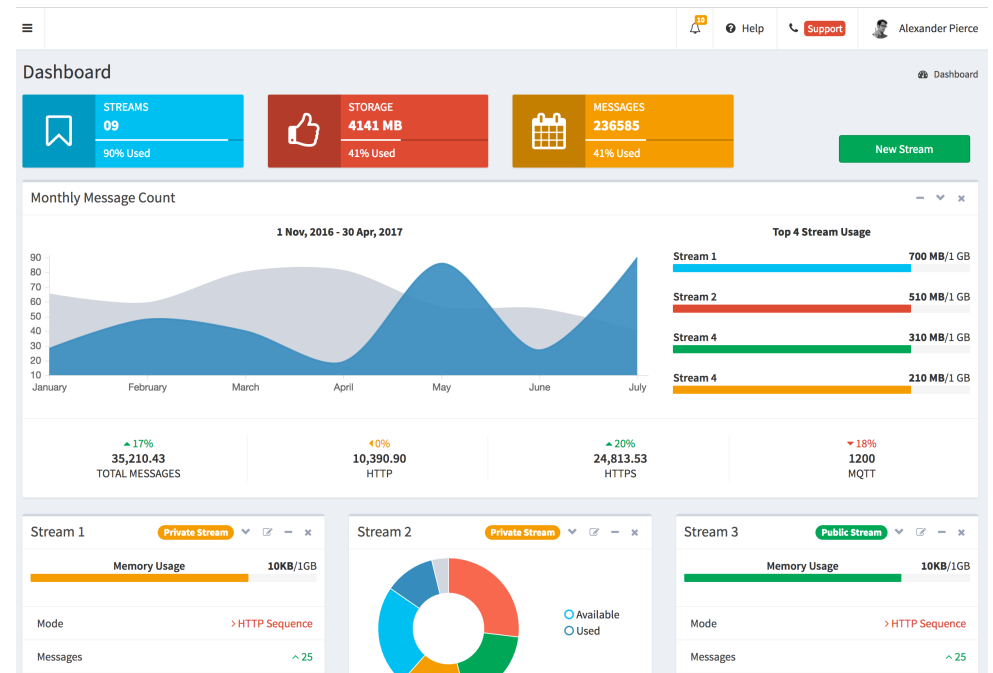 10
Help
Support
Alexander Pierce
Dashboard
Dashboard
STREAMS
09
90% Used
STORAGE
4141 MB
41% Used
MESSAGES
236585
41% Used
New Stream
Monthly Message Count
1 Nov, 2016 - 30 Apr, 2017
90
80
70
60
50
40
30
20
10
January February March April May June July
Top 4 Stream Usage
Stream 1 700 MB/1 GB
Stream 2 510 MB/1 GB
Stream 4 310 MB/1 GB
Stream 4 210 MB/1 GB
17%
35,210.43
TOTAL MESSAGES
0%
10,390.90
HTTP
20%
24,813.53
HTTPS
18%
1200
MQTT
Stream 1 Private Stream
Memory Usage 10KB/1GB
Mode HTTP Sequence
Messages 25
Stream 2 Private Stream
Available
Used
Stream 3 Public Stream
Memory Usage 10KB/1GB
Mode HTTP Sequence
Messages 25